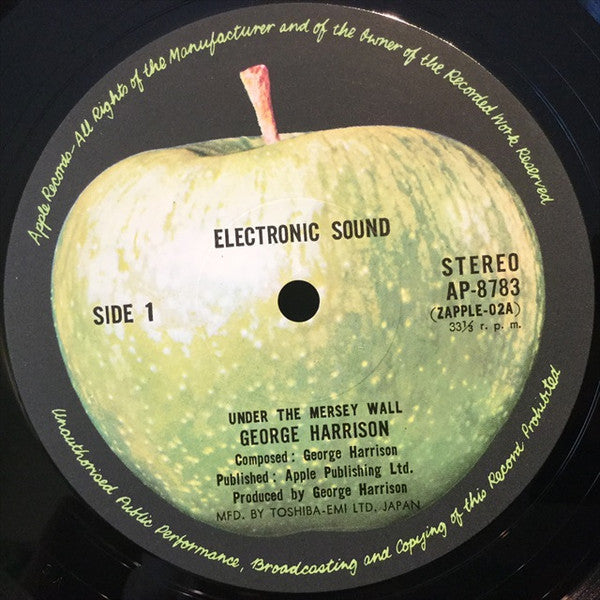 Apple Records-All Rights of the Manufacturer and of the Owner of the Recorded Work Reserved
ELECTRONIC SOUND
SIDE 1
STEREO
AP-8783
(ZAPPLE-02A)
33⅓ r. p. m.
UNDER THE MERSEY WALL
GEORGE HARRISON
Composed: George Harrison
Published: Apple Publishing Ltd.
Produced by George Harrison
MFD. BY TOSHIBA-EMI LTD. JAPAN
Unauthorised Public Performance, Broadcasting and Copying of this Record Prohibited